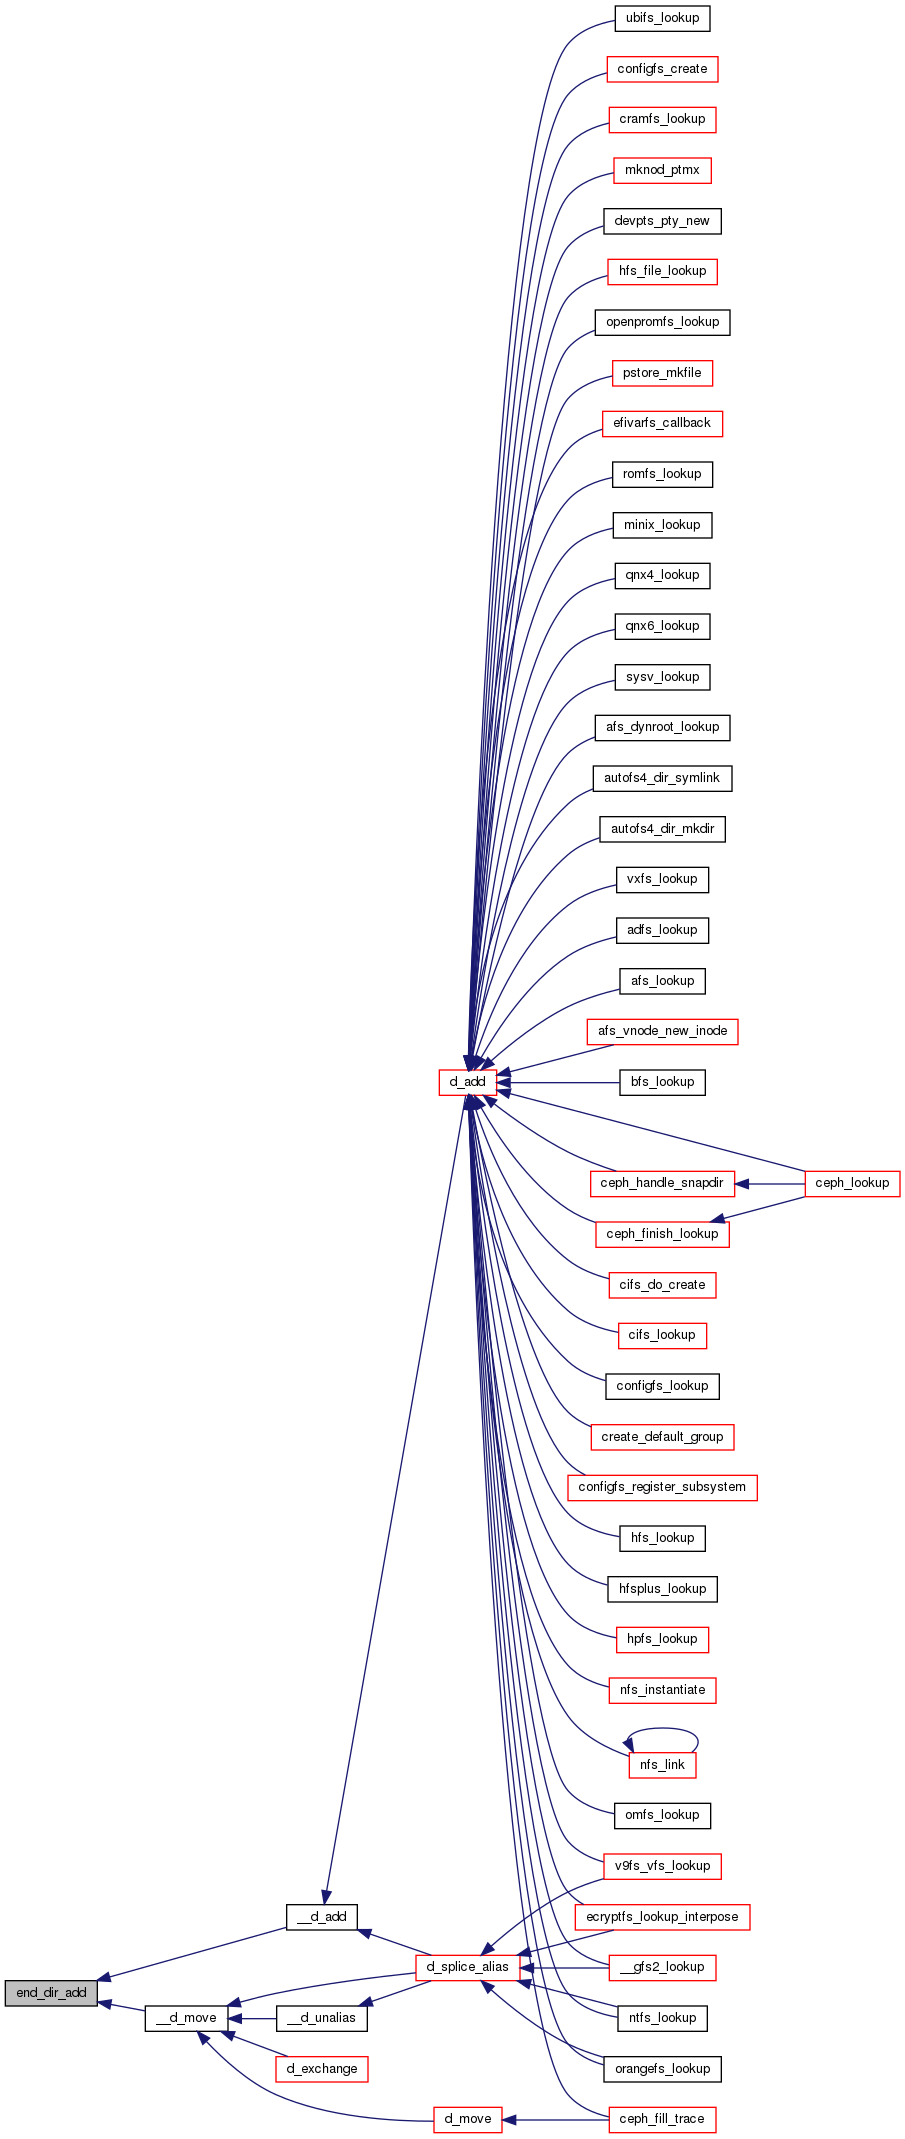 ubifs_lookup
configfs_create
cramfs_lookup
mknod_ptmx
devpts_pty_new
hfs_file_lookup
openpromfs_lookup
pstore_mkfile
efivarfs_callback
romfs_lookup
minix_lookup
qnx4_lookup
qnx6_lookup
sysv_lookup
afs_dynroot_lookup
autofs4_dir_symlink
autofs4_dir_mkdir
vxfs_lookup
adfs_lookup
afs_lookup
afs_vnode_new_inode
d_add
bfs_lookup
ceph_handle_snapdir
ceph_lookup
ceph_finish_lookup
cifs_do_create
cifs_lookup
configfs_lookup
create_default_group
configfs_register_subsystem
hfs_lookup
hfsplus_lookup
hpfs_lookup
nfs_instantiate
nfs_link
omfs_lookup
v9fs_vfs_lookup
__d_add
ecryptfs_lookup_interpose
d_splice_alias
__gfs2_lookup
end_dir_add
__d_move
__d_unalias
ntfs_lookup
d_exchange
orangefs_lookup
d_move
ceph_fill_trace